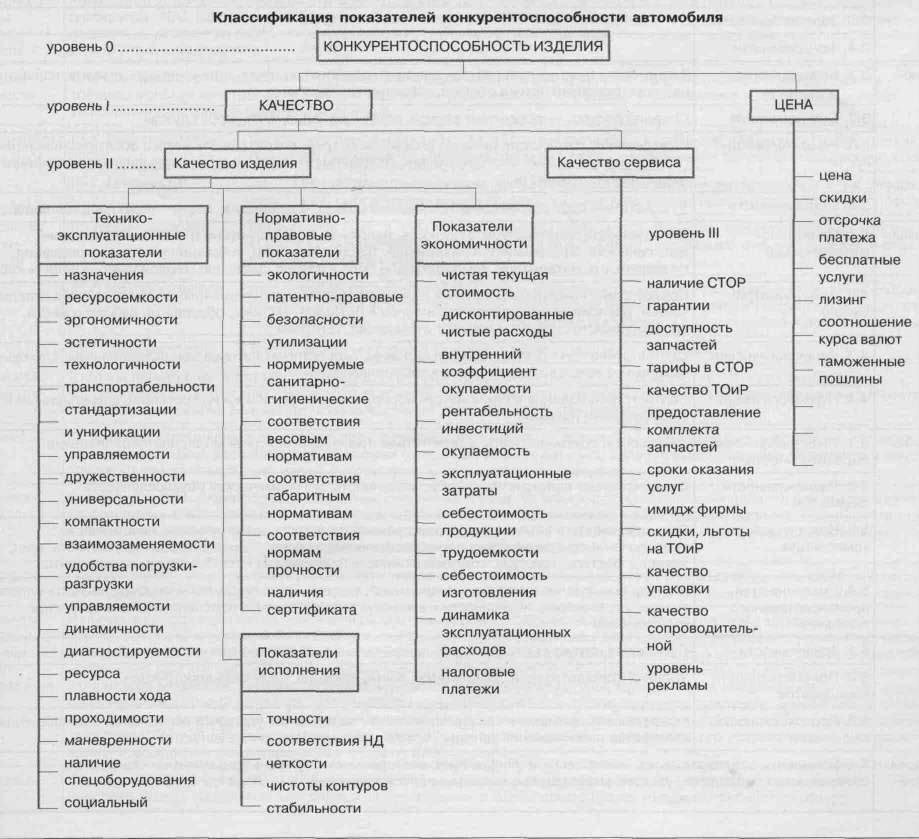 Классификация показателей конкурентоспособности автомобиля
уровень 0 ..............................
КОНКУРЕНТОСПОСОБНОСТЬ ИЗДЕЛИЯ
уровень I .......................
КАЧЕСТВО
ЦЕНА
уровень II ............
Качество изделия
Качество сервиса
Технико-
эксплуатационные
показатели
назначения
ресурсоемкости
эргономичности
эстетичности
технологичности
транспортабельности
стандартизации
и унификации
управляемости
дружественности
универсальности
компактности
взаимозаменяемости
удобства погрузки-
разгрузки
управляемости
динамичности
диагностируемости
ресурса
плавности хода
проходимости
маневренности
наличие
спецоборудования
социальный
Нормативно-
правовые
показатели
экологичности
патентно-правовые
безопасности
утилизации
нормируемые
санитарно-
гигиенические
соответствия
весовым
нормативам
соответствия
габаритным
нормативам
соответствия
нормам
прочности
наличия
сертификата
Показатели
исполнения
точности
соответствия НД
четкости
чистоты контуров
стабильности
Показатели
экономичности
чистая текущая
стоимость
дисконтированные
чистые расходы
внутренний
коэффициент
окупаемости
рентабельность
инвестиций
окупаемость
эксплуатационные
затраты
себестоимость
продукции
трудоемкости
себестоимость
изготовления
динамика
эксплуатационных
расходов
налоговые
платежи
уровень III
наличие СТОР
гарантии
доступность
запчастей
тарифы в СТОР
качество ТОиР
предоставление
комплекта
запчастей
сроки оказания
услуг
имидж фирмы
скидки, льготы
на ТОиР
качество
упаковки
качество
сопроводитель-
ной
уровень
рекламы
цена
скидки
отсрочка
платежа
бесплатные
услуги
лизинг
соотношение
курса валют
таможенные
пошлины